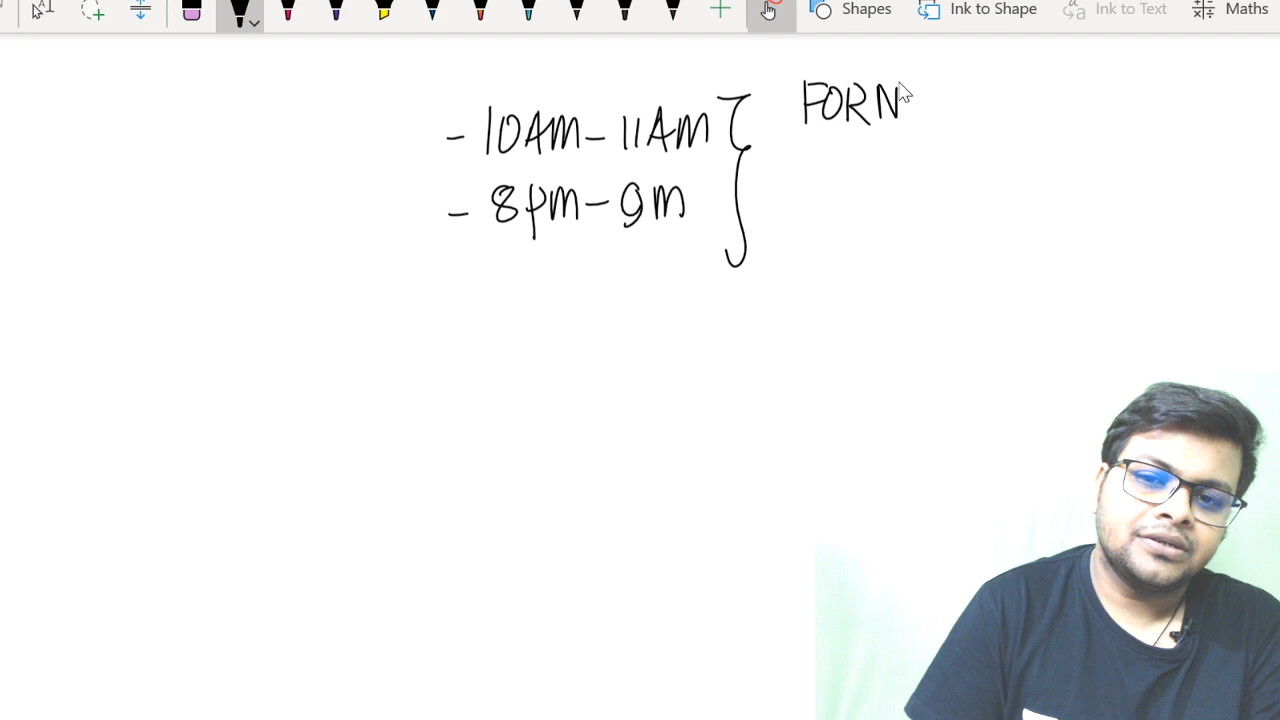 Shapes Ink to Shape Ink to Text Maths
- 10AM - 11AM FORN
- 8pm - 9m